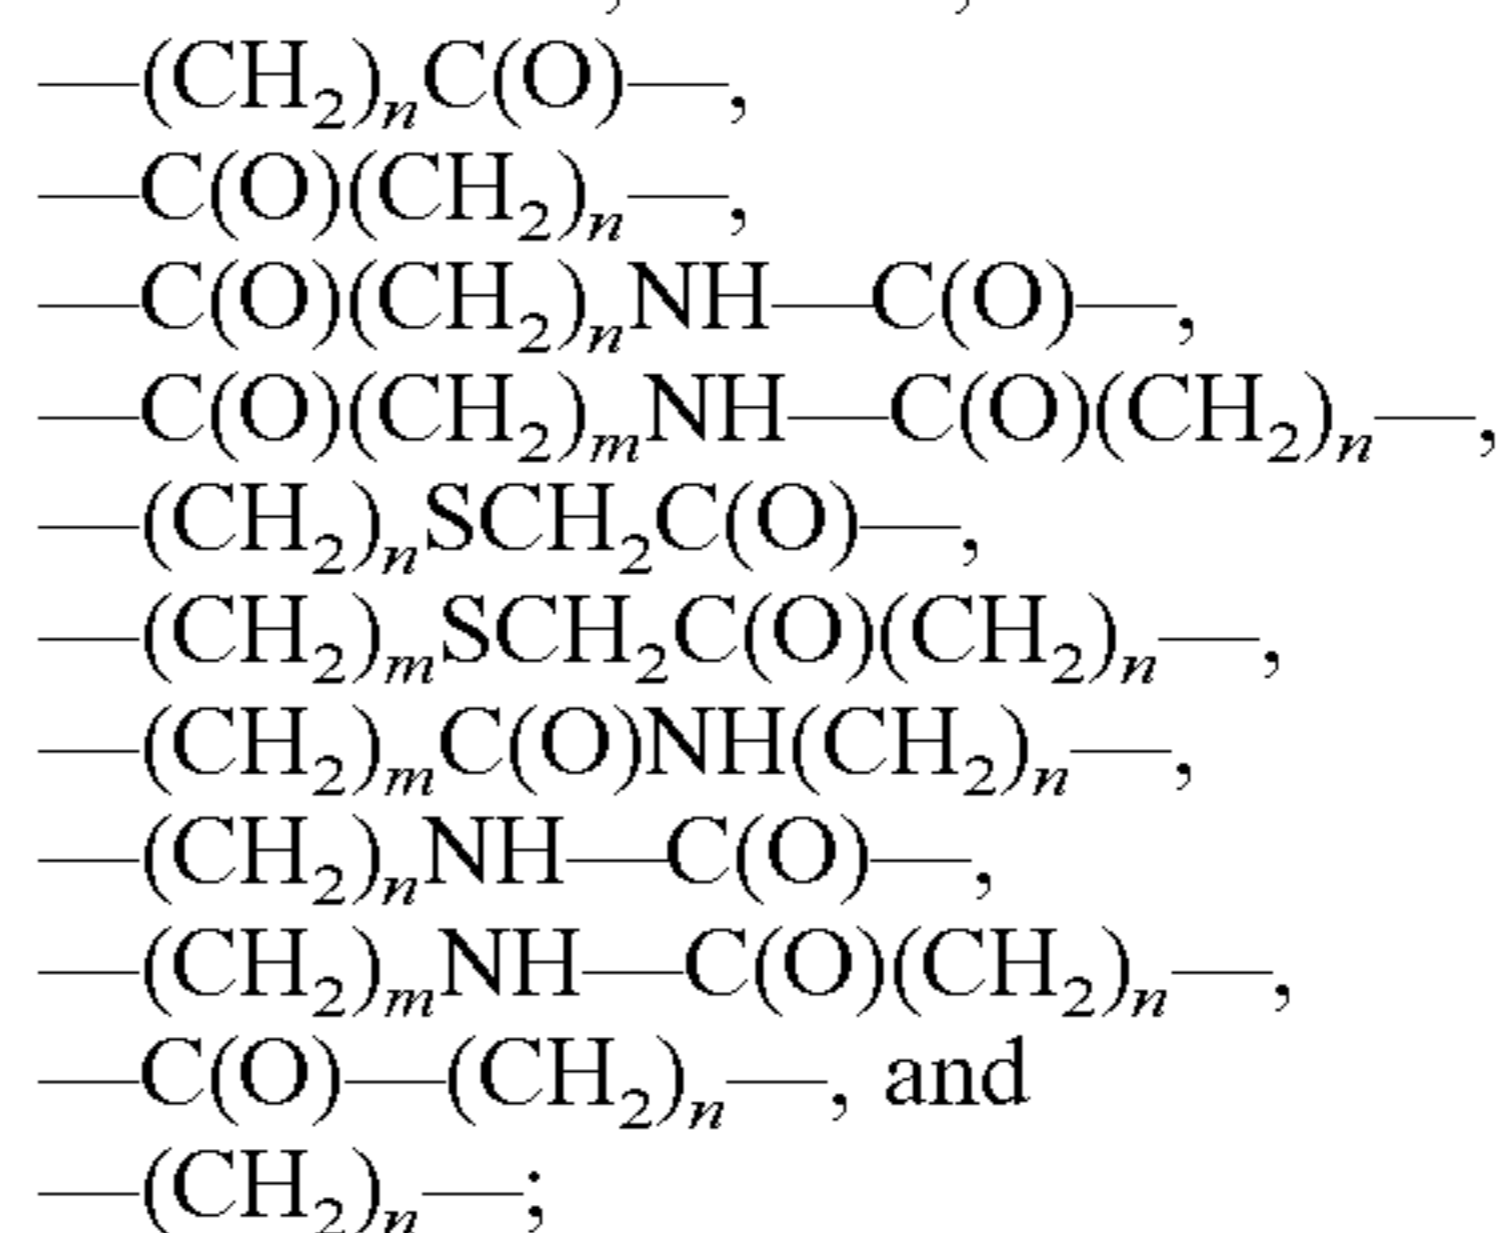 —(CH₂)ₙC(O)—,
—C(O)(CH₂)ₙ—,
—C(O)(CH₂)ₙNH—C(O)—,
—C(O)(CH₂)ₘNH—C(O)(CH₂)ₙ—,
—(CH₂)ₙSCH₂C(O)—,
—(CH₂)ₘSCH₂C(O)(CH₂)ₙ—,
—(CH₂)ₘC(O)NH(CH₂)ₙ—,
—(CH₂)ₙNH—C(O)—,
—(CH₂)ₘNH—C(O)(CH₂)ₙ—,
—C(O)—(CH₂)ₙ—, and
—(CH₂)ₙ—;